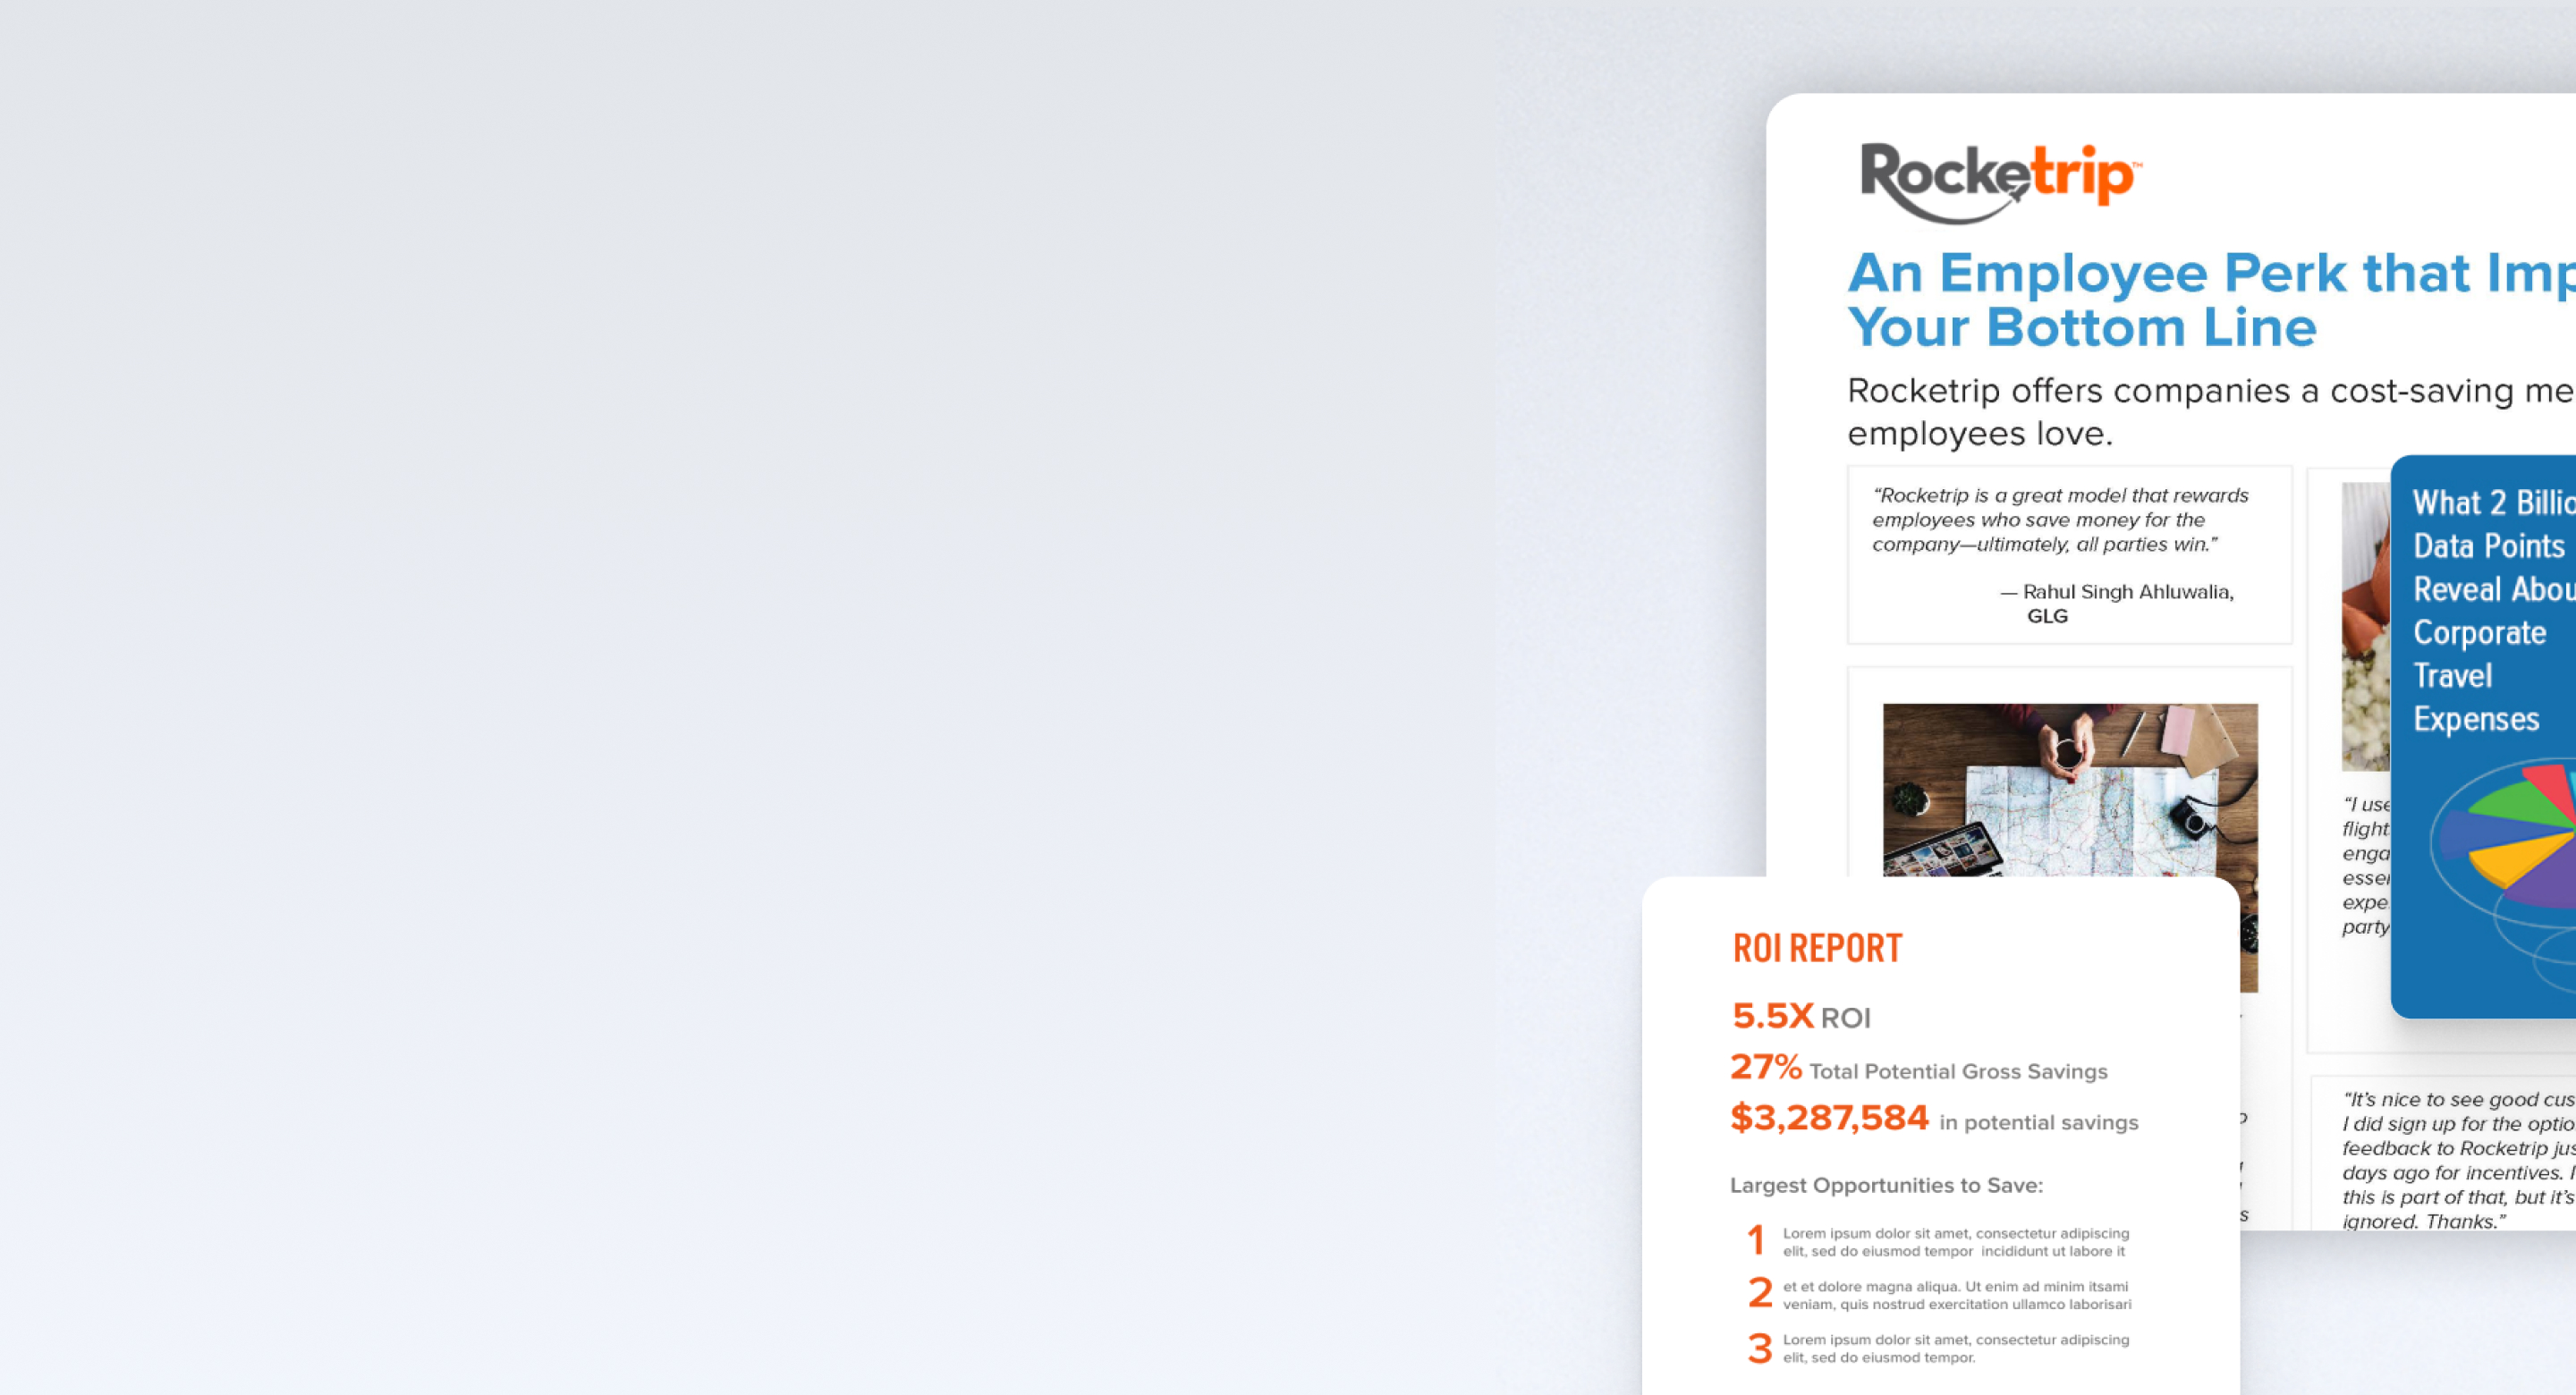 Rocketrip™
An Employee Perk that Imp
Your Bottom Line
Rocketrip offers companies a cost-saving me
employees love.
“Rocketrip is a great model that rewards
employees who save money for the
company—ultimately, all parties win.”
— Rahul Singh Ahluwalia,
GLG
What 2 Billio
Data Points
Reveal Abou
Corporate
Travel
Expenses
“I use
flight
enga
esser
expe
party
“It’s nice to see good cus
I did sign up for the optio
feedback to Rocketrip jus
days ago for incentives. I
this is part of that, but it’s
ignored. Thanks.”
ROI REPORT
5.5X ROI
27% Total Potential Gross Savings
$3,287,584 in potential savings
Largest Opportunities to Save:
1 Lorem ipsum dolor sit amet, consectetur adipiscing
elit, sed do eiusmod tempor incididunt ut labore it
2 et et dolore magna aliqua. Ut enim ad minim itsami
veniam, quis nostrud exercitation ullamco laborisari
3 Lorem ipsum dolor sit amet, consectetur adipiscing
elit, sed do eiusmod tempor.